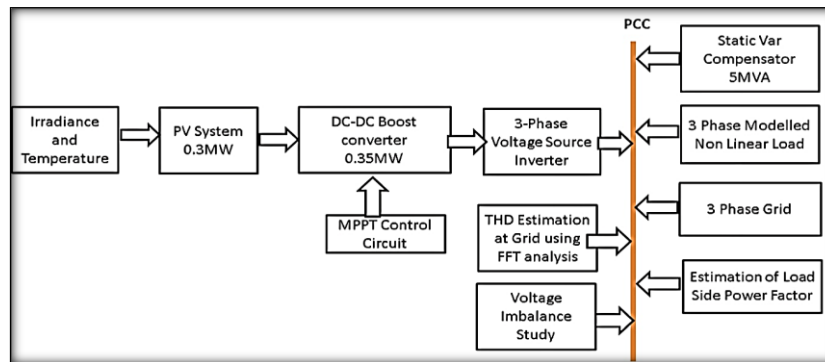 PCC
Static Var
Compensator
5MVA
Irradiance
and
Temperature
PV System
0.3MW
DC-DC Boost
converter
0.35MW
3-Phase
Voltage Source
Inverter
3 Phase Modelled
Non Linear Load
MPPT Control
Circuit
THD Estimation
at Grid using
FFT analysis
3 Phase Grid
Voltage
Imbalance
Study
Estimation of Load
Side Power Factor